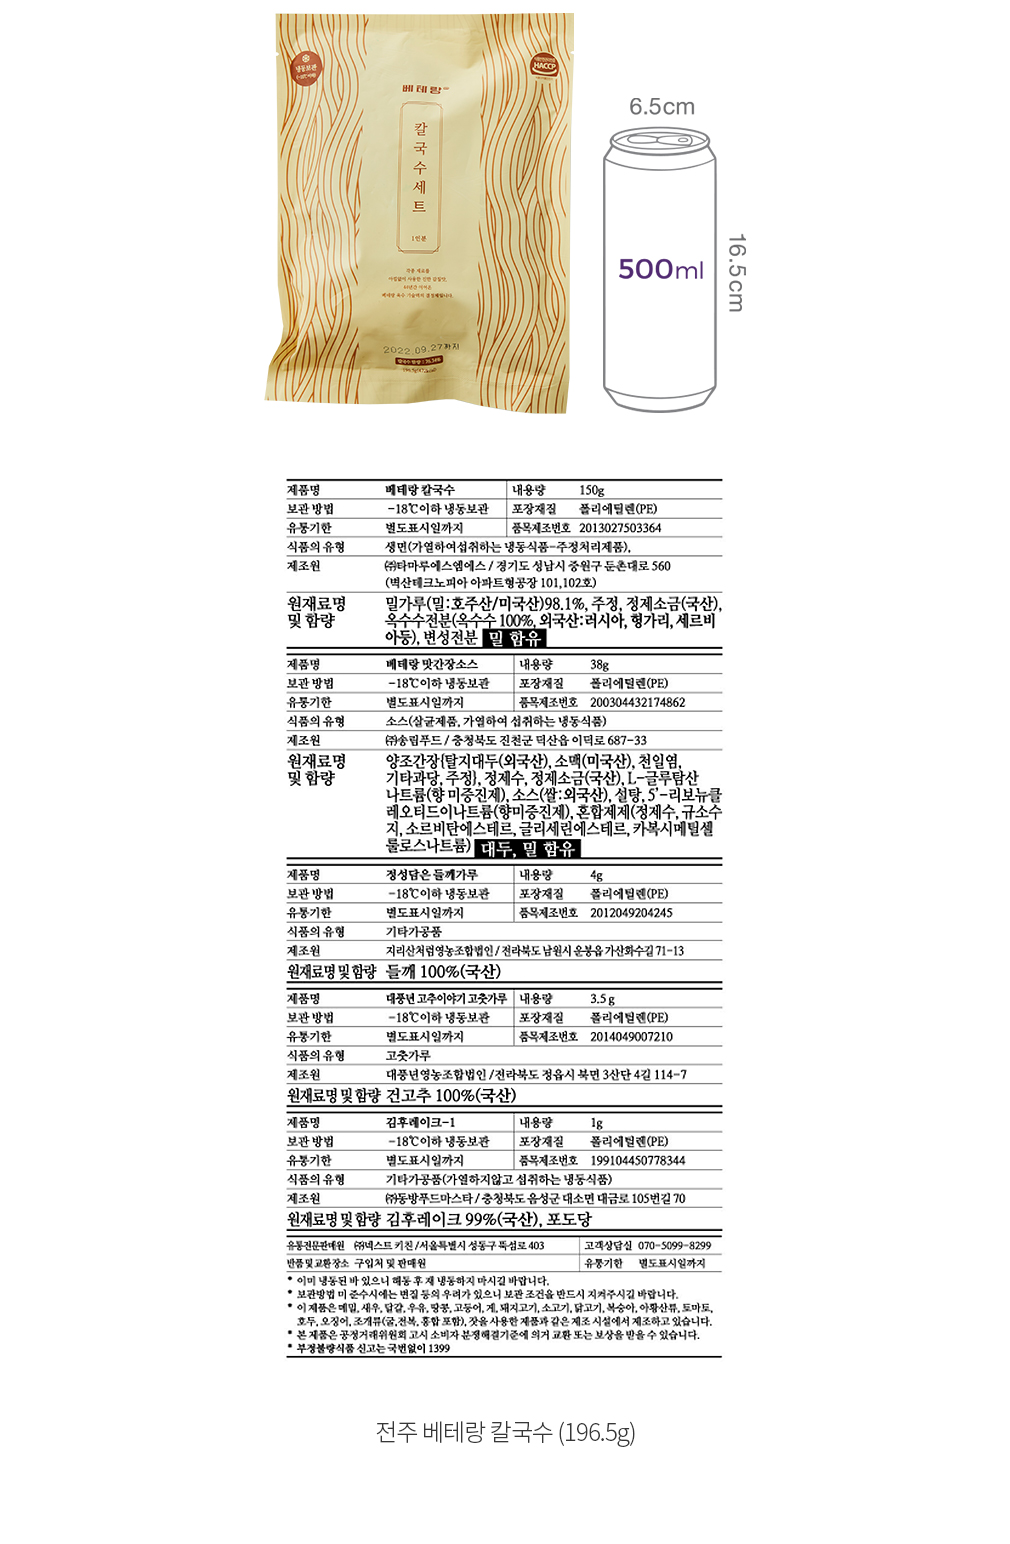 냉동보관
HACCP
베테랑
칼국수세트
1인분
2022.09.27까지
6.5cm
500ml
16.5cm
제품명 베테랑 칼국수 내용량 150g
보관 방법 -18℃이하 냉동보관 포장재질 폴리에틸렌(PE)
유통기한 별도표시일까지 품목제조번호 2013027503364
식품의 유형 생면(가열하여섭취하는 냉동식품-주정처리제품).
제조원 ㈜타마루에스엠에스 / 경기도 성남시 중원구 둔촌대로 560
(벽산테크노피아 아파트형공장 101,102호)
원재료명 밀가루(밀:호주산/미국산)98.1%, 주정, 정제소금(국산),
및 함량 옥수수전분(옥수수 100%, 외국산:러시아, 헝가리, 세르비
아등), 변성전분 밀 함유
제품명 베테랑 맛간장소스 내용량 38g
보관 방법 -18℃이하 냉동보관 포장재질 폴리에틸렌(PE)
유통기한 별도표시일까지 품목제조번호 200304432174862
식품의 유형 소스(살균제품, 가열하여 섭취하는 냉동식품)
제조원 ㈜송림푸드 / 충청북도 진천군 덕산읍 이덕로 687-33
원재료명 양조간장{탈지대두(외국산), 소맥(미국산), 천일염,
및 함량 기타과당, 주정}, 정제수, 정제소금(국산), L-글루탐산
나트륨(향미증진제), 소스(쌀:외국산), 설탕, 5'-리보뉴클
레오티드이나트륨(향미증진제), 혼합제제(정제수, 규소수
지, 소르비탄에스테르, 글리세린에스테르, 카복시메틸셀
룰로스나트륨) 대두, 밀 함유
제품명 정성담은 들깨가루 내용량 4g
보관 방법 -18℃이하 냉동보관 포장재질 폴리에틸렌(PE)
유통기한 별도표시일까지 품목제조번호 2012049204245
식품의 유형 기타가공품
제조원 지리산처럼영농조합법인 / 전라북도 남원시 운봉읍 가산화수길 71-13
원재료명 및 함량 들깨 100%(국산)
제품명 대풍년 고추이야기 고춧가루 내용량 3.5 g
보관 방법 -18℃이하 냉동보관 포장재질 폴리에틸렌(PE)
유통기한 별도표시일까지 품목제조번호 2014049007210
식품의 유형 고춧가루
제조원 대풍년영농조합법인 /전라북도 정읍시 북면 3산단 4길 114-7
원재료명 및 함량 건고추 100%(국산)
제품명 김후레이크-1 내용량 1g
보관 방법 -18℃이하 냉동보관 포장재질 폴리에틸렌(PE)
유통기한 별도표시일까지 품목제조번호 199104450778344
식품의 유형 기타가공품(가열하지않고 섭취하는 냉동식품)
제조원 ㈜동방푸드마스타 / 충청북도 음성군 대소면 대금로 105번길 70
원재료명 및 함량 김후레이크 99%(국산), 포도당
유통전문판매원 ㈜넥스트 키친 /서울특별시 성동구 뚝섬로 403 고객상담실 070-5099-8299
반품 및 교환장소 구입처 및 판매원 유통기한 별도표시일까지
* 이미 냉동된 바 있으니 해동 후 재 냉동하지 마시길 바랍니다.
* 보관방법 미 준수시에는 변질 등의 우려가 있으니 보관 조건을 반드시 지켜주시길 바랍니다.
* 이 제품은 메밀, 새우, 달걀, 우유, 땅콩, 고등어, 게, 돼지고기, 소고기, 닭고기, 복숭아, 아황산류, 토마토,
호두, 오징어, 조개류(굴,전복, 홍합 포함), 잣을 사용한 제품과 같은 제조 시설에서 제조하고 있습니다.
* 본 제품은 공정거래위원회 고시 소비자 분쟁해결기준에 의거 교환 또는 보상을 받을 수 있습니다.
* 부정불량식품 신고는 국번없이 1399
전주 베테랑 칼국수 (196.5g)